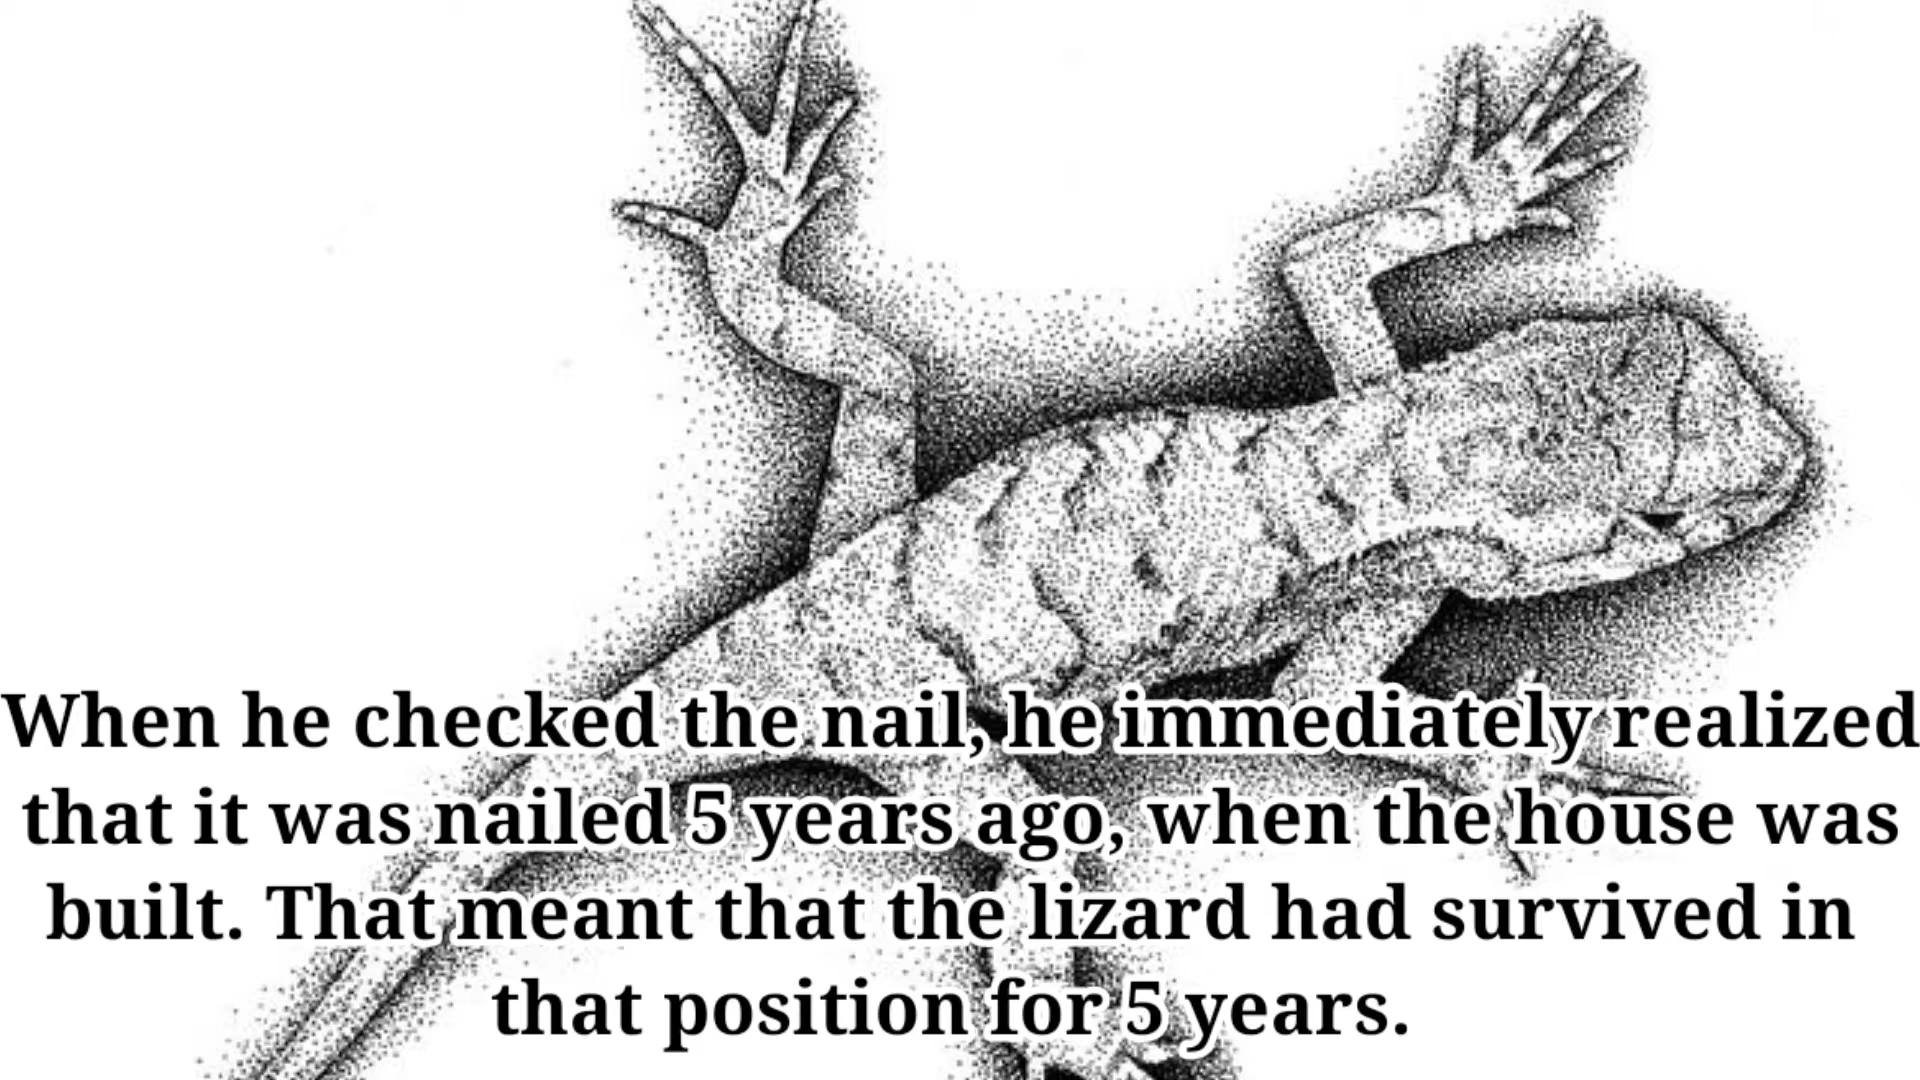 When he checked the nail, he immediately realized
that it was nailed 5 years ago, when the house was
built. That meant that the lizard had survived in
that position for 5 years.